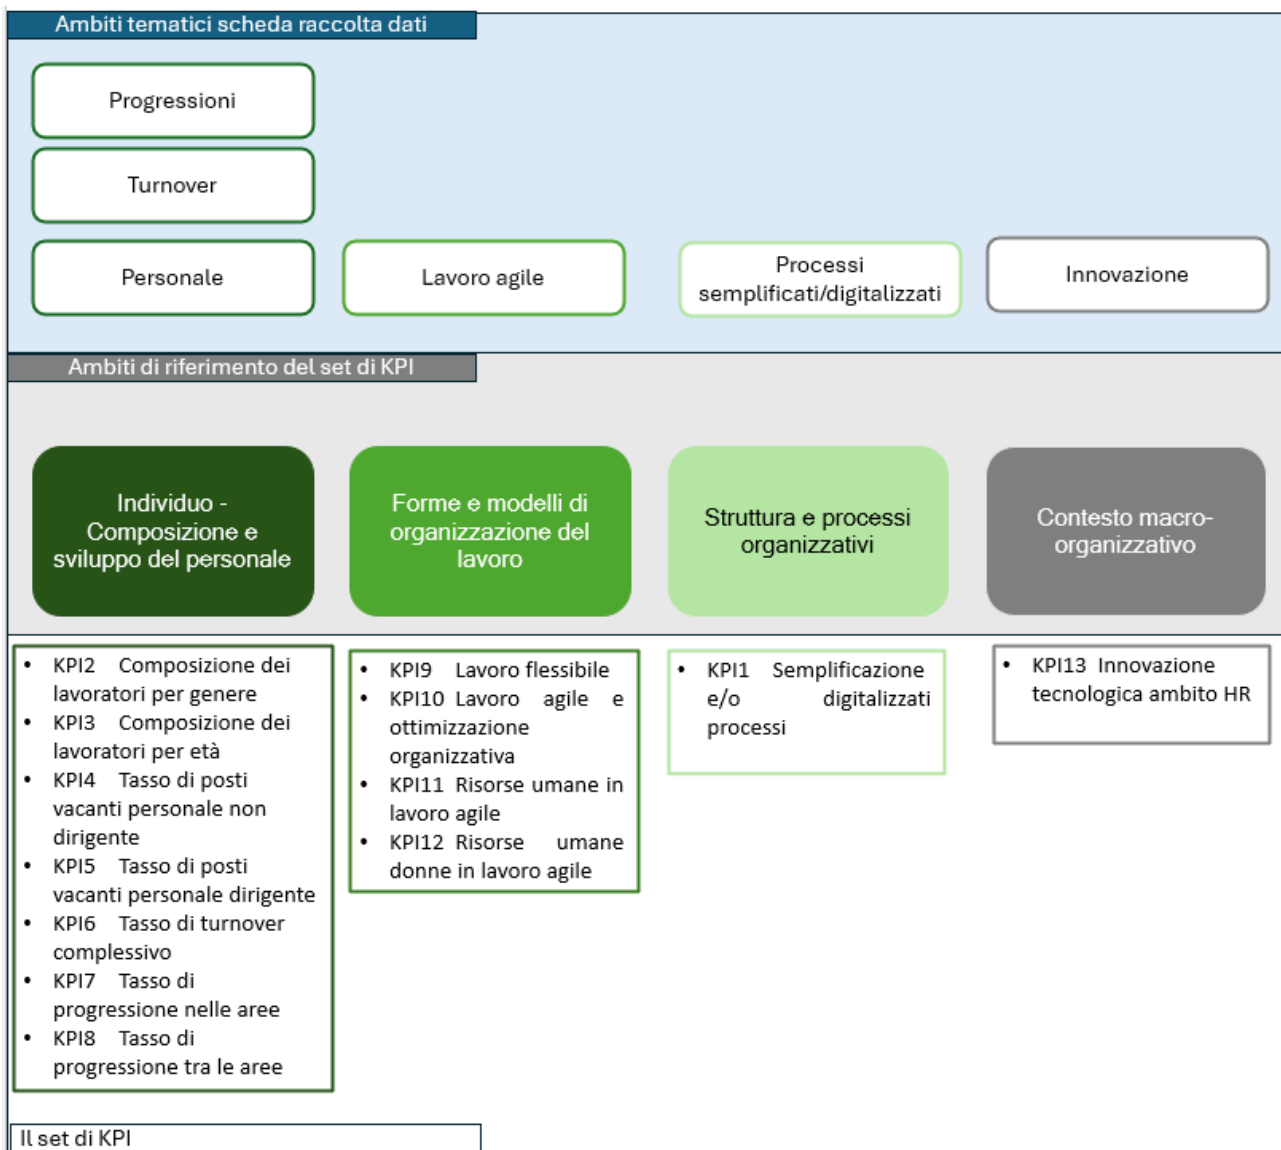 Ambiti tematici scheda raccolta dati
Progressioni
Turnover
Personale
Lavoro agile
Processi
semplificati/digitalizzati
Innovazione
Ambiti di riferimento del set di KPI
Individuo -
Composizione e
sviluppo del personale
Forme e modelli di
organizzazione del
lavoro
Struttura e processi
organizzativi
Contesto macro-
organizzativo
• KPI2 Composizione dei
lavoratori per genere
• KPI3 Composizione dei
lavoratori per età
• KPI4 Tasso di posti
vacanti personale non
dirigente
• KPI5 Tasso di posti
vacanti personale dirigente
• KPI6 Tasso di turnover
complessivo
• KPI7 Tasso di
progressione nelle aree
• KPI8 Tasso di
progressione tra le aree
• KPI9 Lavoro flessibile
• KPI10 Lavoro agile e
ottimizzazione
organizzativa
• KPI11 Risorse umane in
lavoro agile
• KPI12 Risorse umane
donne in lavoro agile
• KPI1 Semplificazione
e/o digitalizzati
processi
• KPI13 Innovazione
tecnologica ambito HR
Il set di KPI